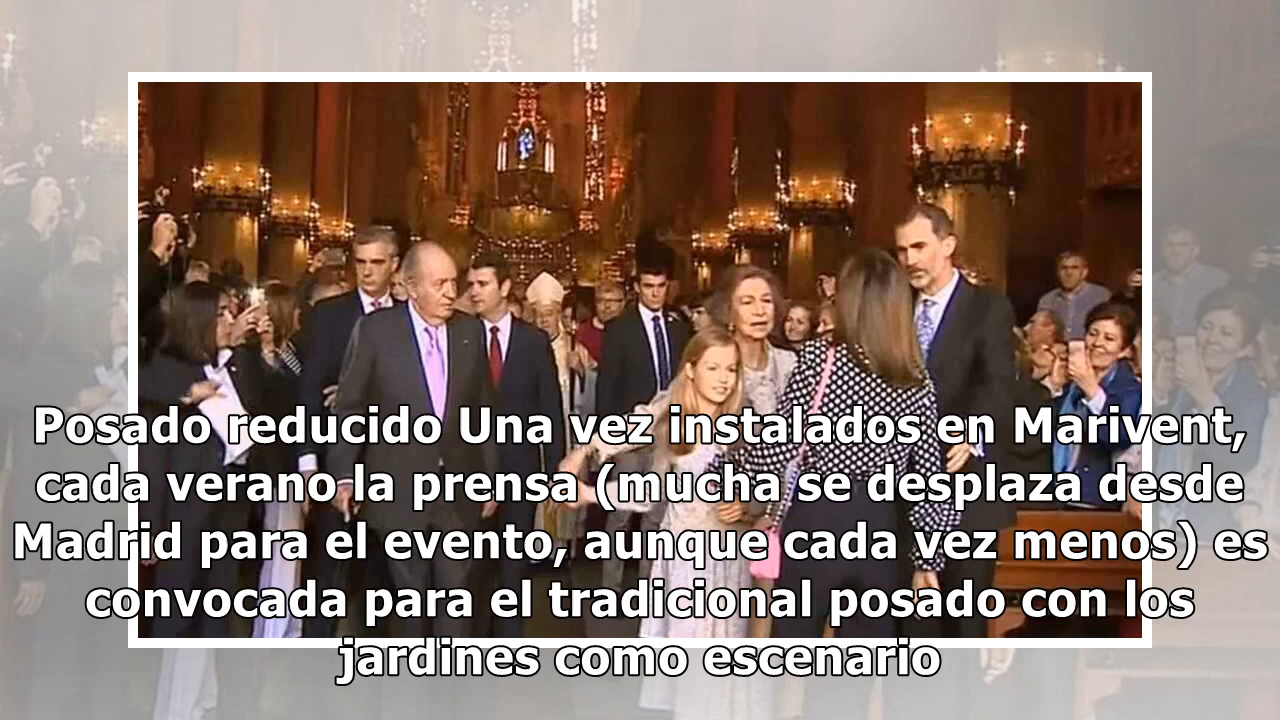 Posado reducido Una vez instalados en Marivent,
cada verano la prensa (mucha se desplaza desde
Madrid para el evento, aunque cada vez menos) es
convocada para el tradicional posado con los
jardines como escenario